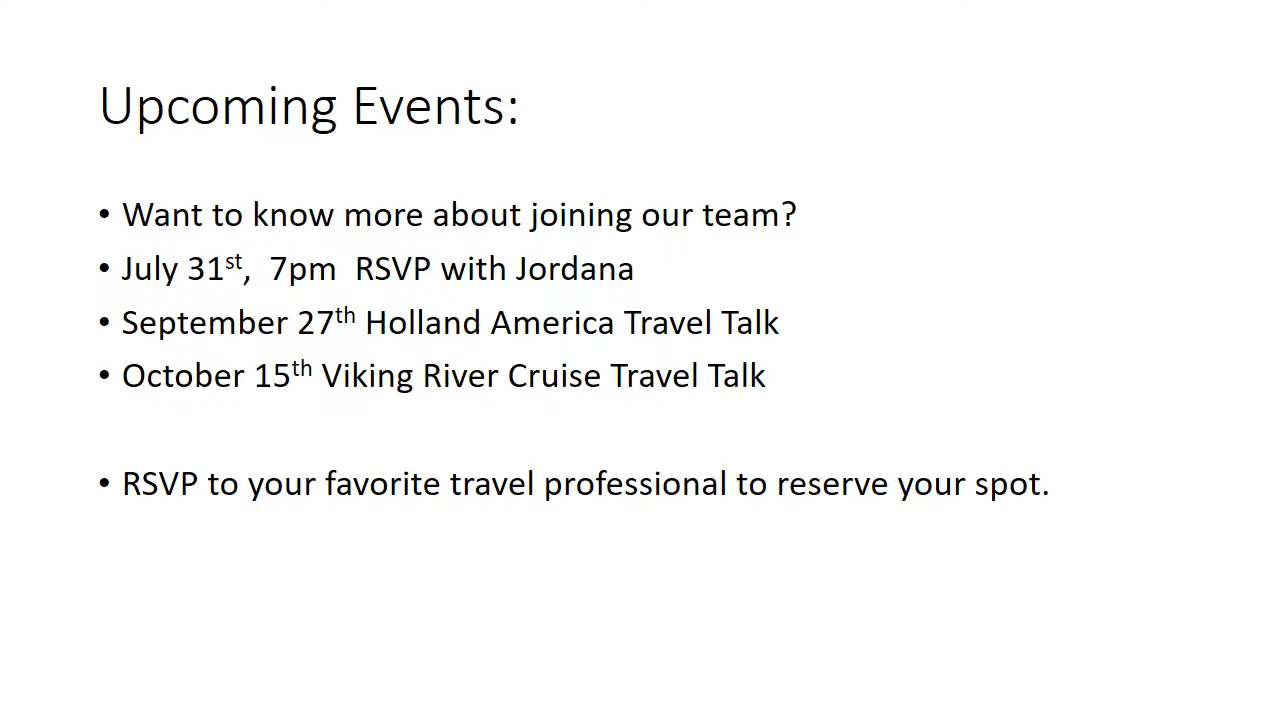 Upcoming Events:
• Want to know more about joining our team?
• July 31st,  7pm  RSVP with Jordana
• September 27th Holland America Travel Talk
• October 15th Viking River Cruise Travel Talk
• RSVP to your favorite travel professional to reserve your spot.